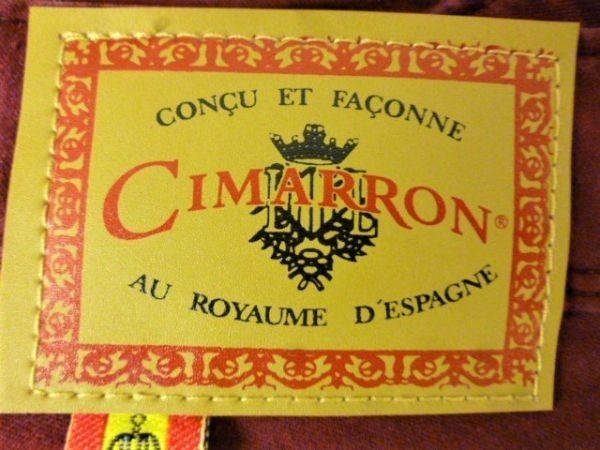 CONÇU ET FAÇONNE
CIMARRON®
AU ROYAUME D'ESPAGNE